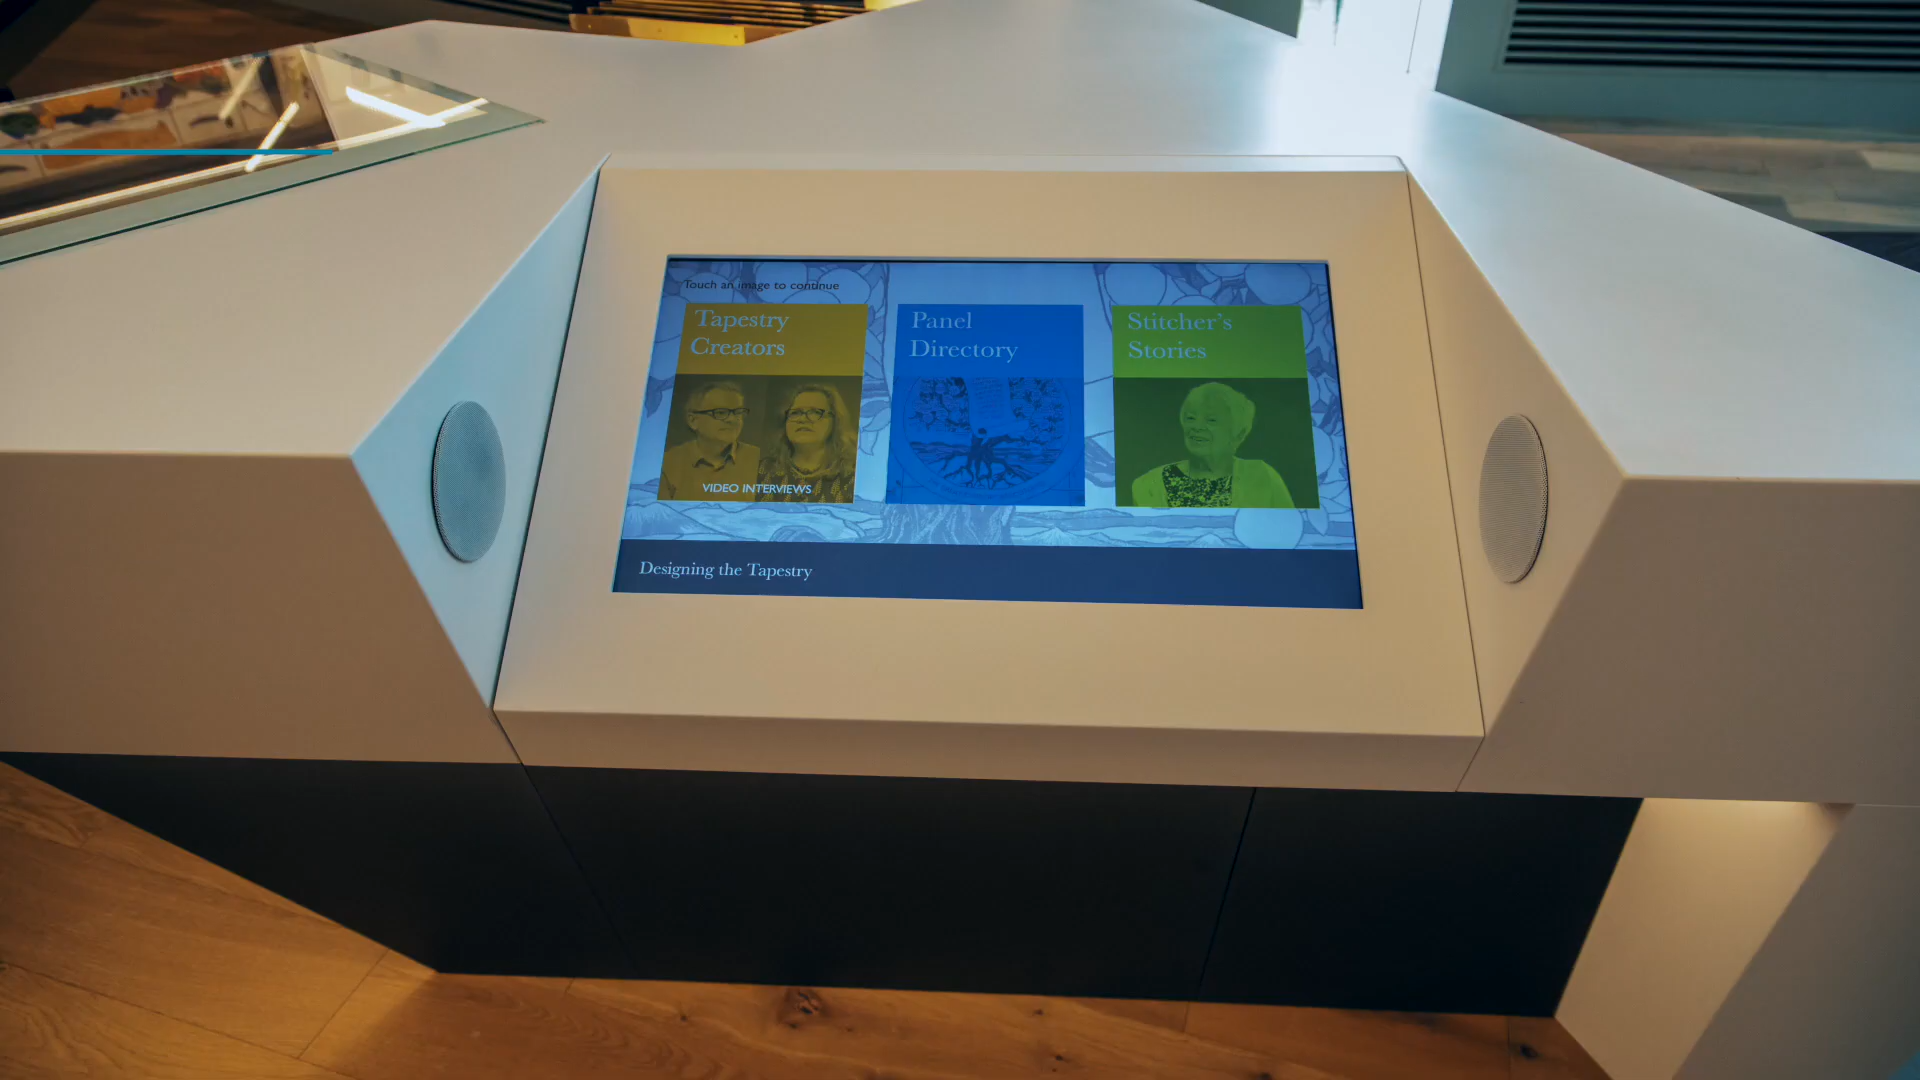 Touch an image to continue
Tapestry
Creators
VIDEO INTERVIEWS
Panel
Directory
Stitcher's
Stories
Designing the Tapestry